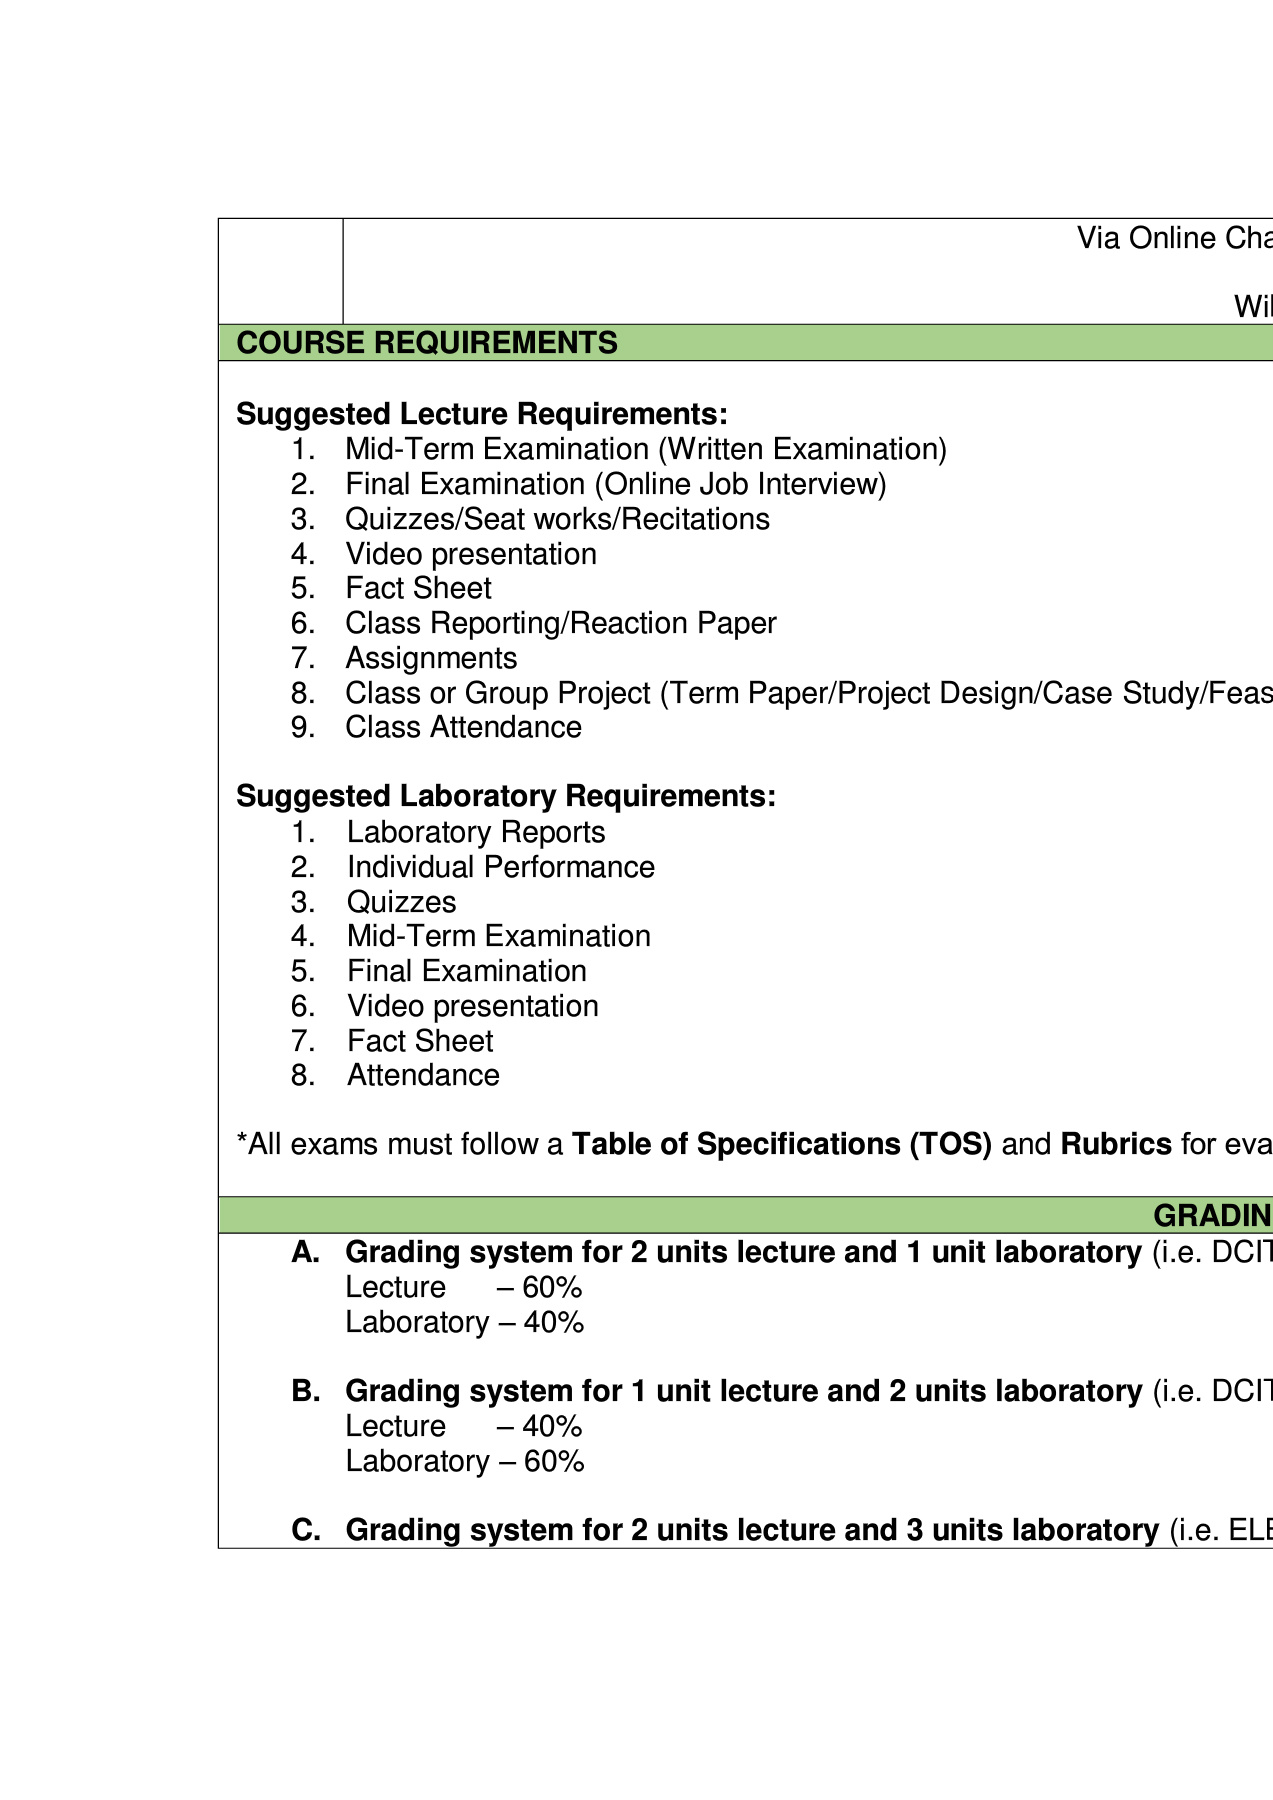 Via Online Cha
Wil
COURSE REQUIREMENTS
Suggested Lecture Requirements:
1. Mid-Term Examination (Written Examination)
2. Final Examination (Online Job Interview)
3. Quizzes/Seat works/Recitations
4. Video presentation
5. Fact Sheet
6. Class Reporting/Reaction Paper
7. Assignments
8. Class or Group Project (Term Paper/Project Design/Case Study/Feas
9. Class Attendance
Suggested Laboratory Requirements:
1. Laboratory Reports
2. Individual Performance
3. Quizzes
4. Mid-Term Examination
5. Final Examination
6. Video presentation
7. Fact Sheet
8. Attendance
*All exams must follow a Table of Specifications (TOS) and Rubrics for eva
GRADIN
A. Grading system for 2 units lecture and 1 unit laboratory (i.e. DCIT
Lecture – 60%
Laboratory – 40%
B. Grading system for 1 unit lecture and 2 units laboratory (i.e. DCIT
Lecture – 40%
Laboratory – 60%
C. Grading system for 2 units lecture and 3 units laboratory (i.e. ELE